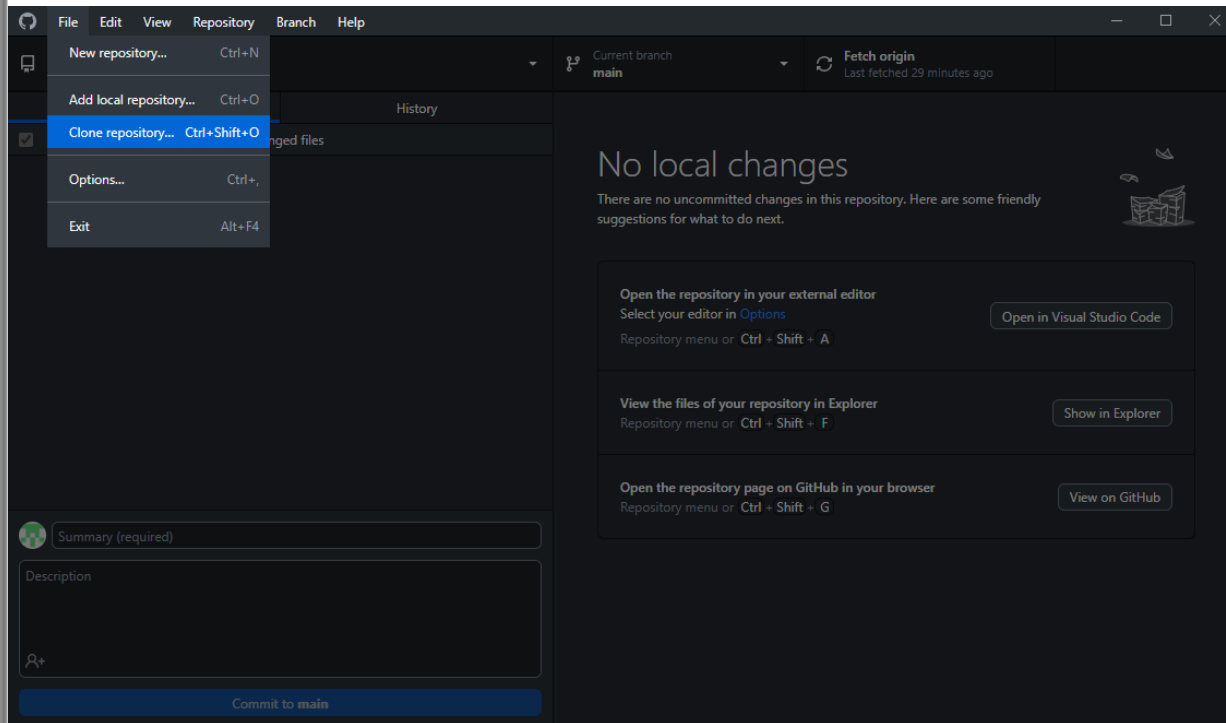 File Edit View Repository Branch Help
New repository... Ctrl+N
Add local repository... Ctrl+O
Clone repository... Ctrl+Shift+O
Options... Ctrl+,
Exit Alt+F4
Current branch
main
Fetch origin
Last fetched 29 minutes ago
History
nged files
No local changes
There are no uncommitted changes in this repository. Here are some friendly
suggestions for what to do next.
Open the repository in your external editor
Select your editor in Options
Repository menu or Ctrl + Shift + A
Open in Visual Studio Code
View the files of your repository in Explorer
Repository menu or Ctrl + Shift + F
Show in Explorer
Open the repository page on GitHub in your browser
Repository menu or Ctrl + Shift + G
View on GitHub
Summary (required)
Description
Commit to main